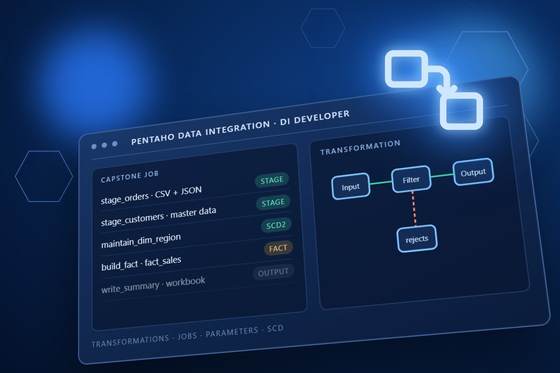 PENTAHO DATA INTEGRATION · DI DEVELOPER
CAPSTONE JOB
stage_orders · CSV + JSON
STAGE
stage_customers · master data
STAGE
maintain_dim_region
SCD2
build_fact · fact_sales
FACT
write_summary · workbook
OUTPUT
TRANSFORMATION
Input
Filter
Output
rejects
TRANSFORMATIONS · JOBS · PARAMETERS · SCD